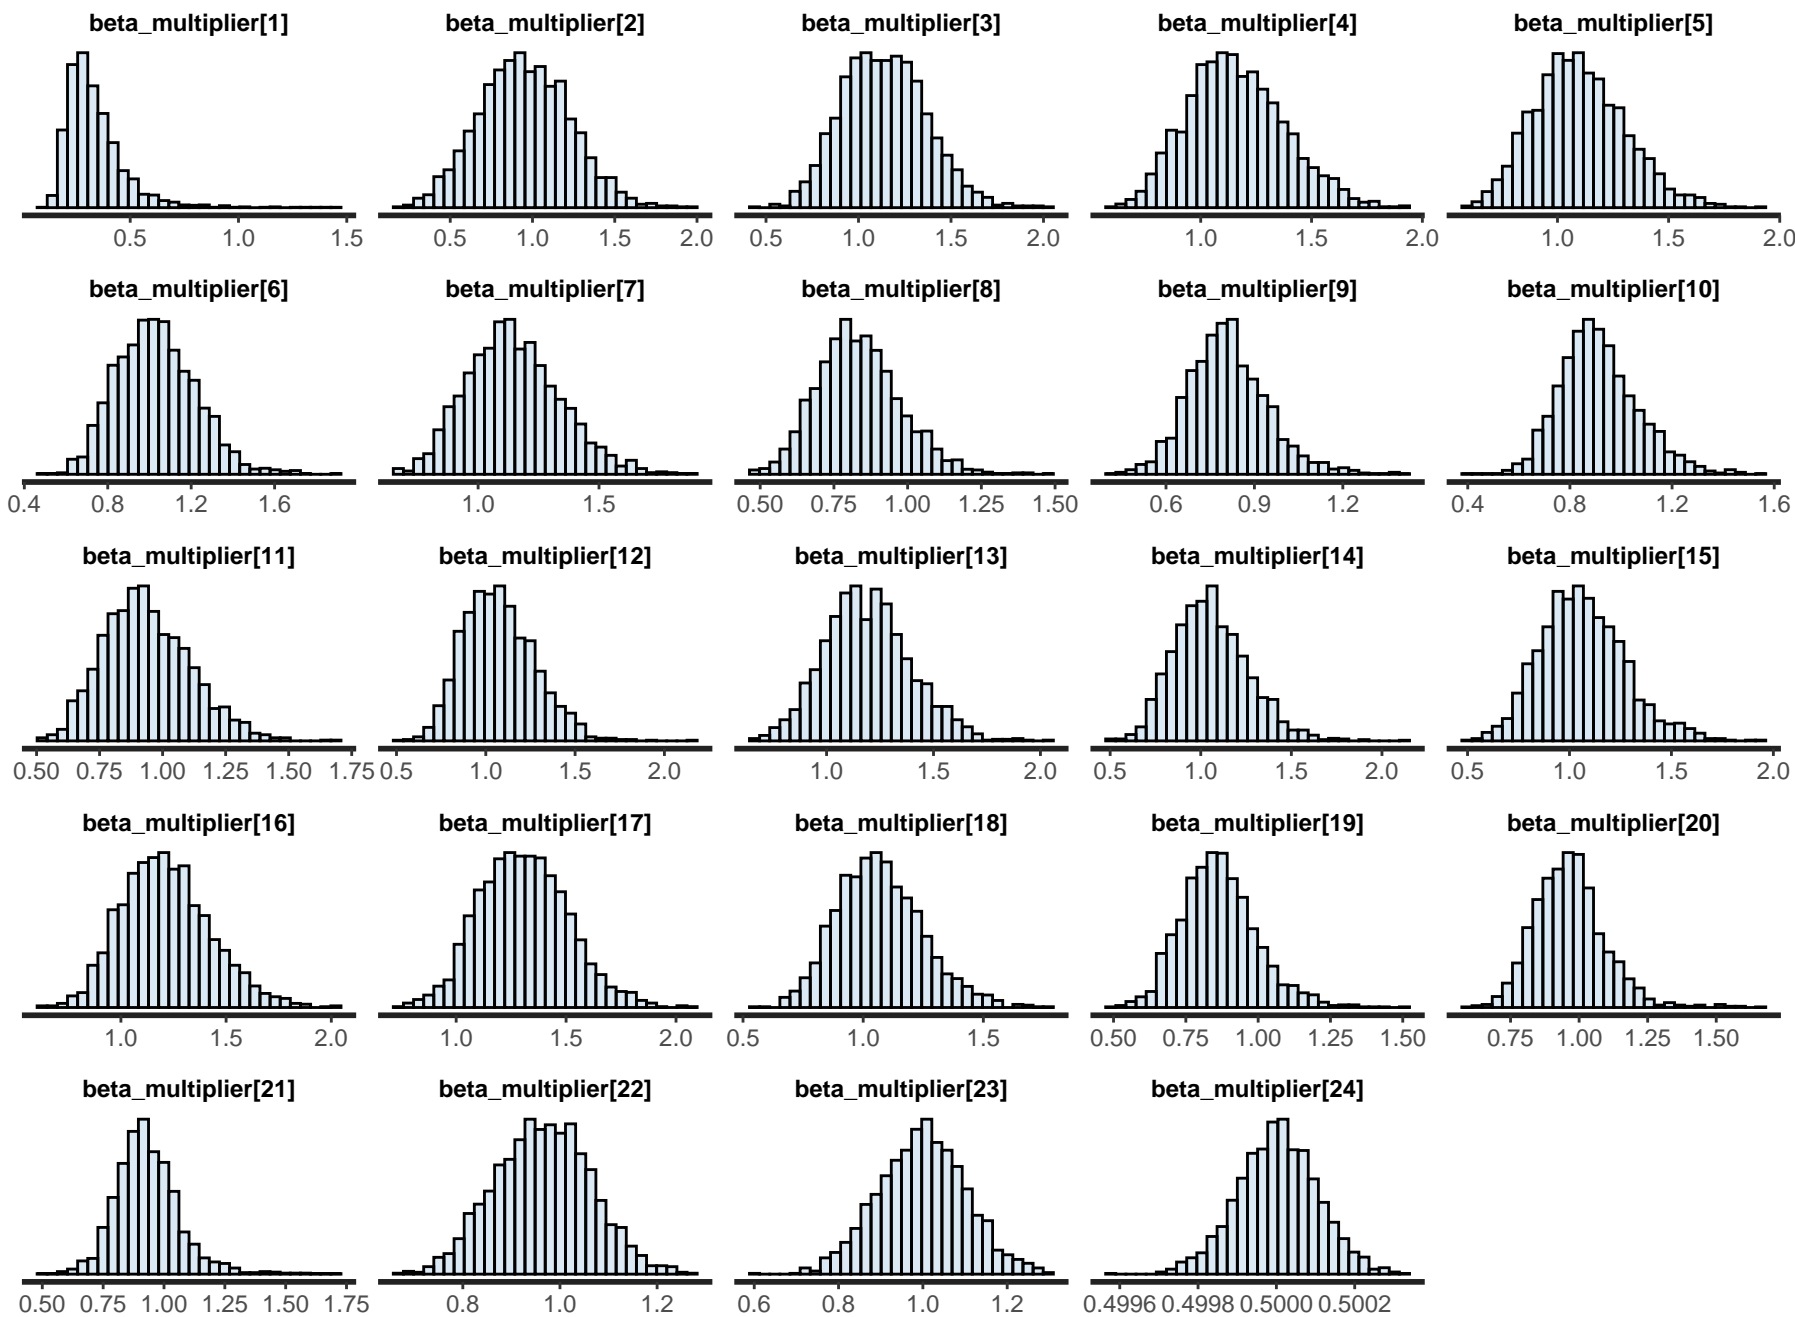 beta_multiplier[1] beta_multiplier[2] beta_multiplier[3] beta_multiplier[4] beta_multiplier[5]
0.5 1.0 1.5 0.5 1.0 1.5 2.0 0.5 1.0 1.5 2.0 1.0 1.5 2.0 1.0 1.5 2.0
beta_multiplier[6] beta_multiplier[7] beta_multiplier[8] beta_multiplier[9] beta_multiplier[10]
0.4 0.8 1.2 1.6 1.0 1.5 0.50 0.75 1.00 1.25 1.50 0.6 0.9 1.2 0.4 0.8 1.2 1.6
beta_multiplier[11] beta_multiplier[12] beta_multiplier[13] beta_multiplier[14] beta_multiplier[15]
0.50 0.75 1.00 1.25 1.50 1.75 0.5 1.0 1.5 2.0 1.0 1.5 2.0 0.5 1.0 1.5 2.0 0.5 1.0 1.5 2.0
beta_multiplier[16] beta_multiplier[17] beta_multiplier[18] beta_multiplier[19] beta_multiplier[20]
1.0 1.5 2.0 1.0 1.5 2.0 0.5 1.0 1.5 0.50 0.75 1.00 1.25 1.50 0.75 1.00 1.25 1.50
beta_multiplier[21] beta_multiplier[22] beta_multiplier[23] beta_multiplier[24]
0.50 0.75 1.00 1.25 1.50 1.75 0.8 1.0 1.2 0.6 0.8 1.0 1.2 0.4996 0.4998 0.5000 0.5002